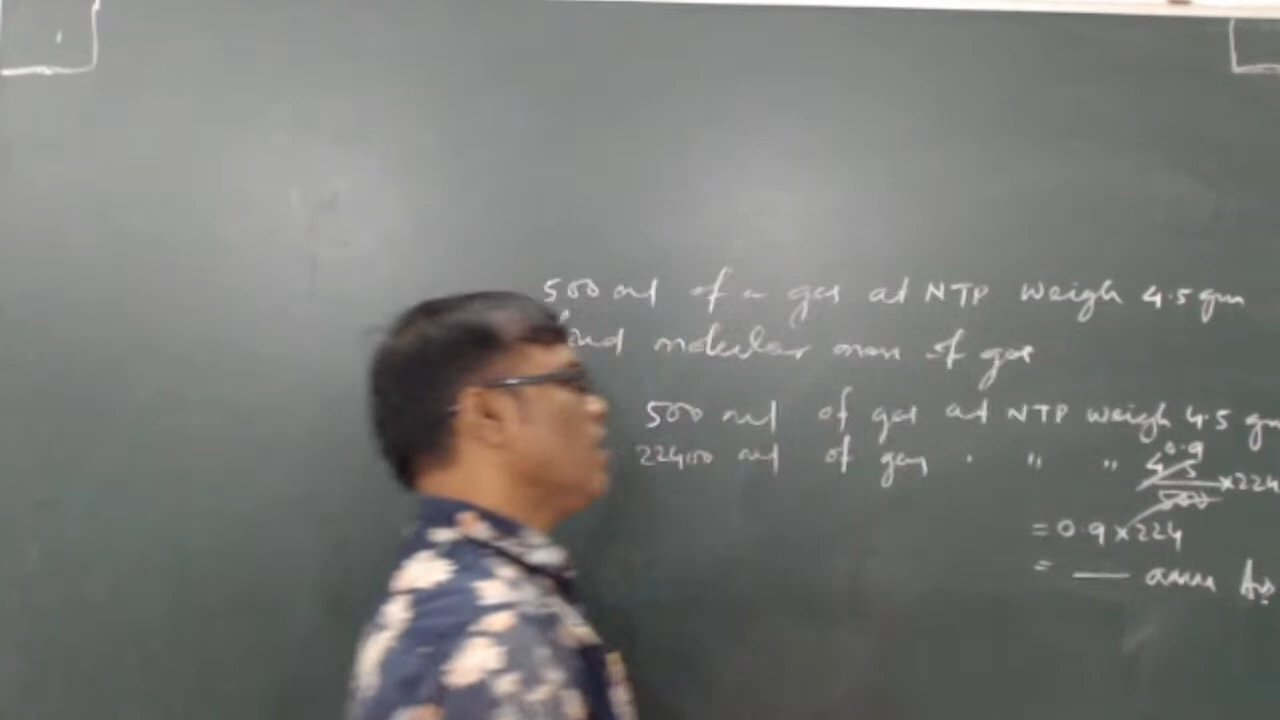 500 ml of a gas at NTP weigh 4.5 gm
find molecular mass of gas
500 ml of gas at NTP weigh 4.5 gm
22400 ml of gas " " " 4.5/500 × 224
0.9
= 0.9 × 224
= — amu Ans